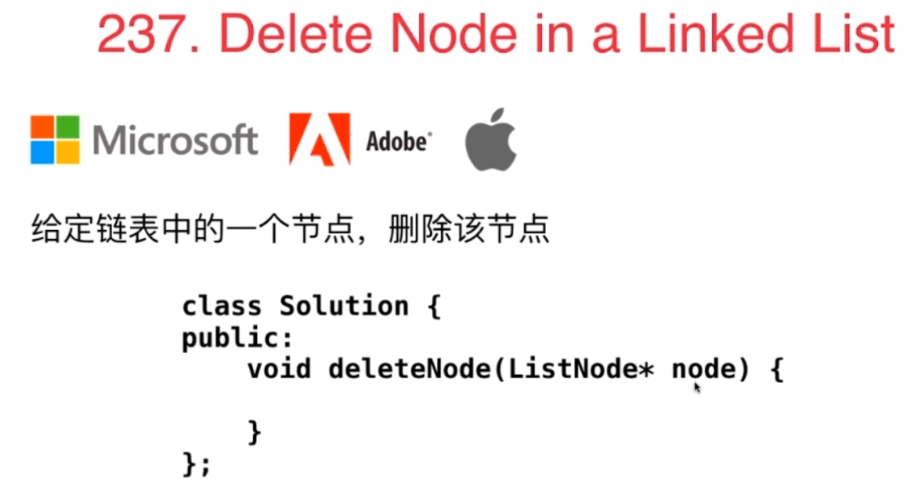 237. Delete Node in a Linked List
Microsoft Adobe
给定链表中的一个节点，删除该节点
class Solution {
public:
    void deleteNode(ListNode* node) {
    }
};